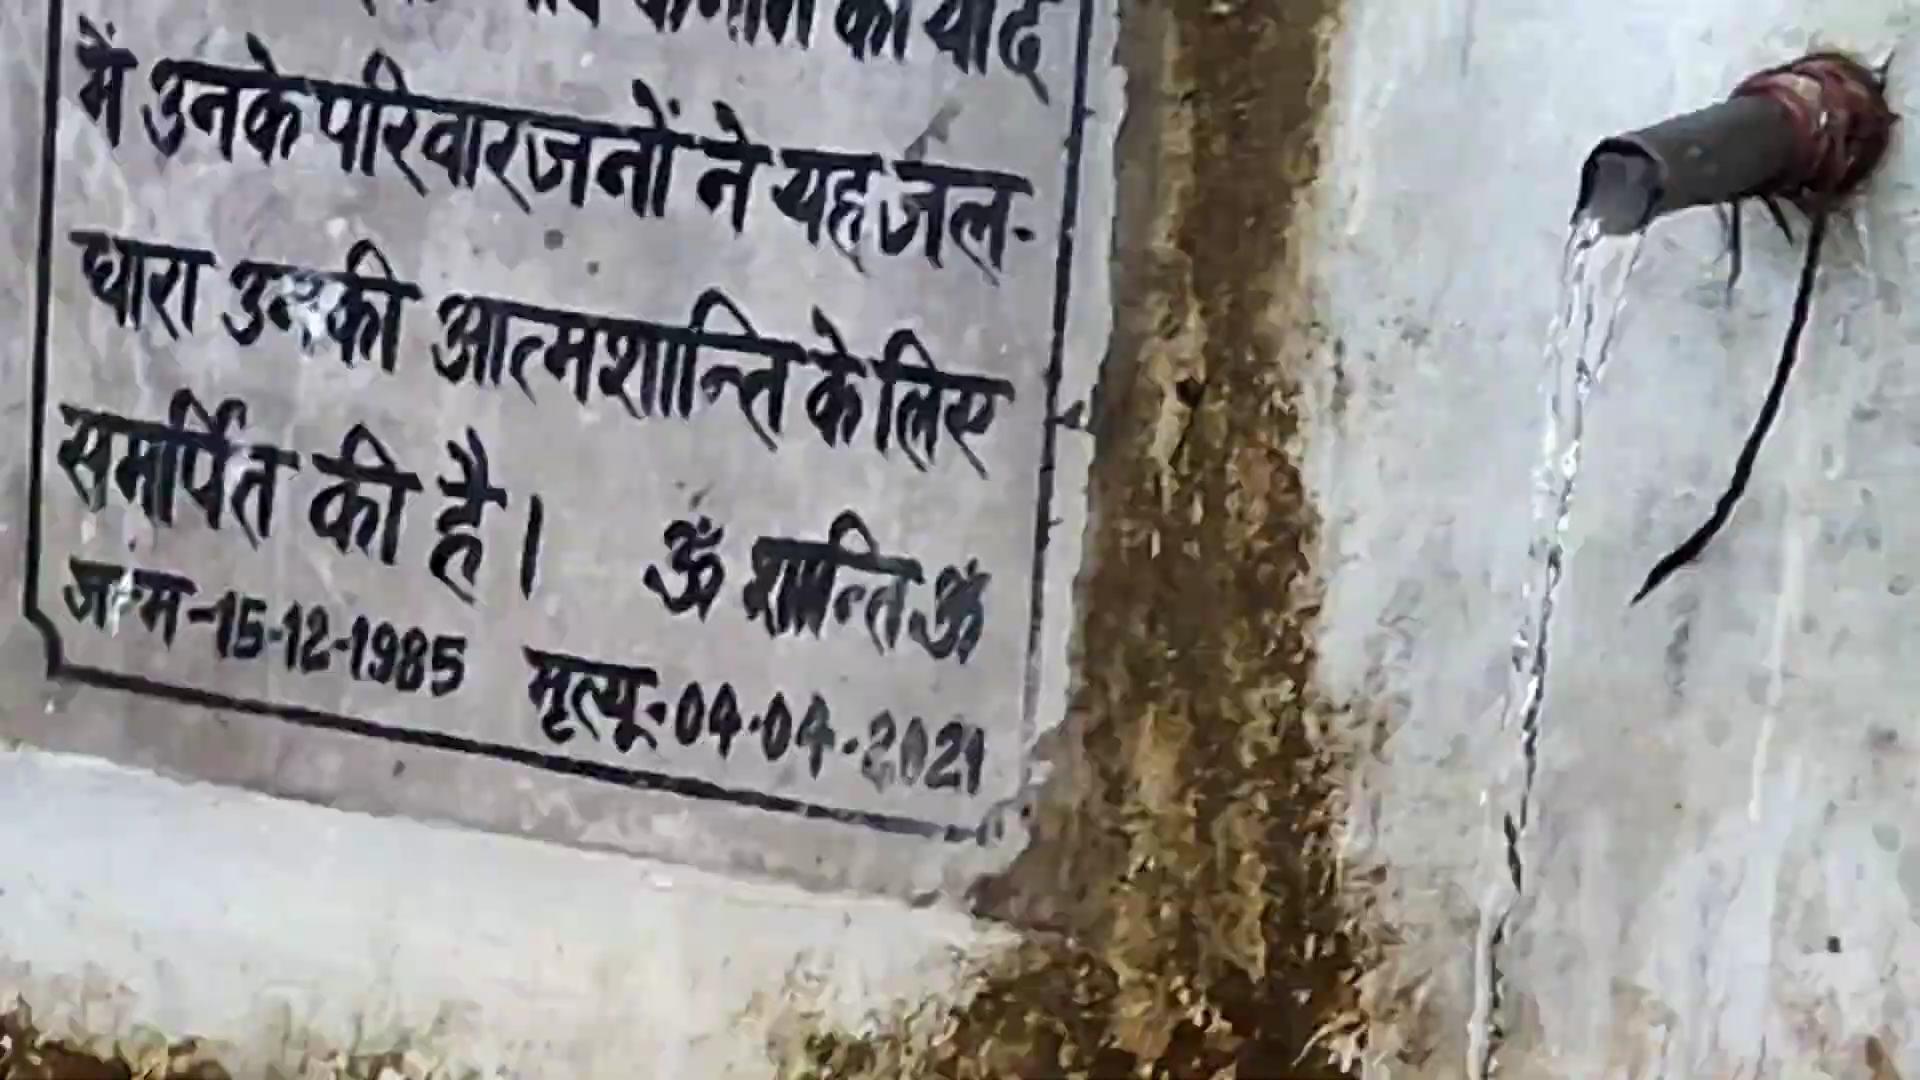 की याद
में उनके परिवारजनों ने यह जल-
धारा उनकी आत्मशान्ति के लिए
समर्पित की है।
ॐ शान्ति ॐ
जन्म-15-12-1985 मृत्यू-04-04-2021